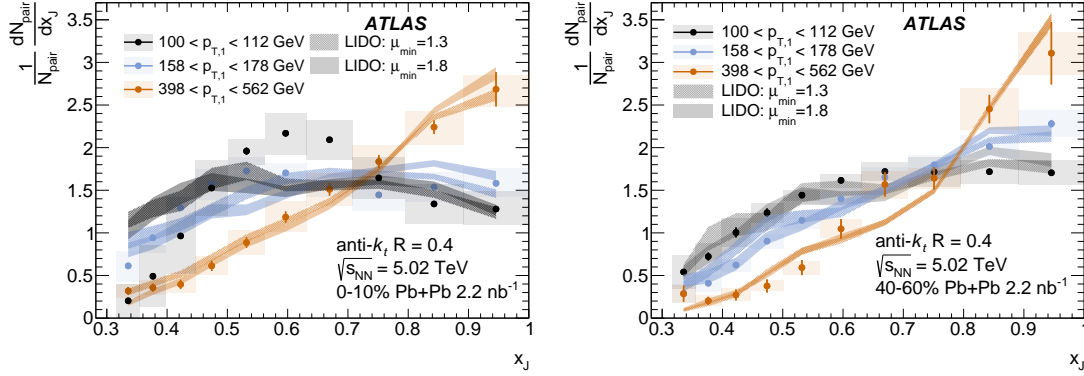 ATLAS
1/N_pair dN_pair/dx_J
100 < p_T,1 < 112 GeV
158 < p_T,1 < 178 GeV
398 < p_T,1 < 562 GeV
LIDO: μ_min=1.3
LIDO: μ_min=1.8
3.5
3
2.5
2
1.5
1
0.5
0
anti-k_t R = 0.4
√s_NN = 5.02 TeV
0-10% Pb+Pb 2.2 nb⁻¹
0.3 0.4 0.5 0.6 0.7 0.8 0.9 1
x_J
ATLAS
1/N_pair dN_pair/dx_J
100 < p_T,1 < 112 GeV
158 < p_T,1 < 178 GeV
398 < p_T,1 < 562 GeV
LIDO: μ_min=1.3
LIDO: μ_min=1.8
3.5
3
2.5
2
1.5
1
0.5
0
anti-k_t R = 0.4
√s_NN = 5.02 TeV
40-60% Pb+Pb 2.2 nb⁻¹
0.3 0.4 0.5 0.6 0.7 0.8 0.9 1
x_J